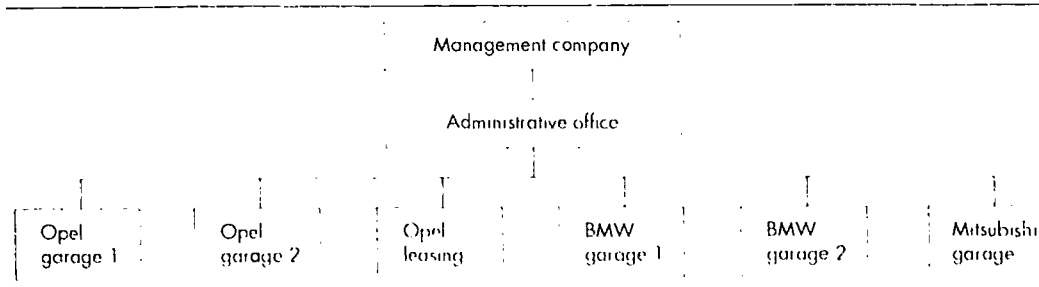 Management company
Administrative office
Opel
garage 1
Opel
garage 2
Opel
leasing
BMW
garage 1
BMW
garage 2
Mitsubishi
garage